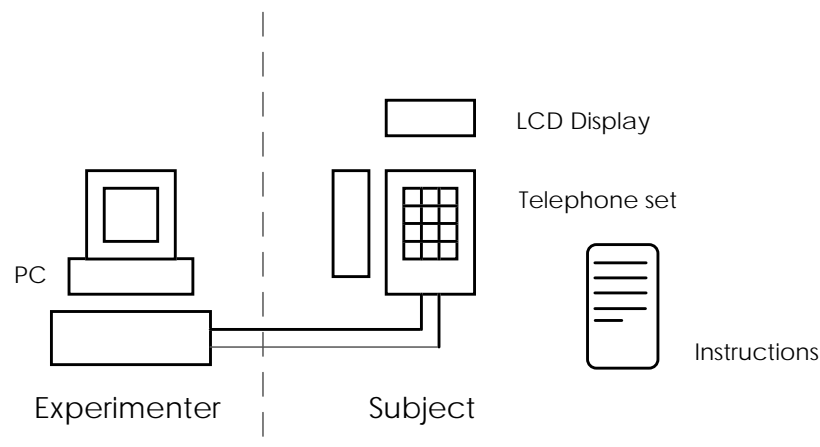 LCD Display
Telephone set
PC
Instructions
Experimenter
Subject